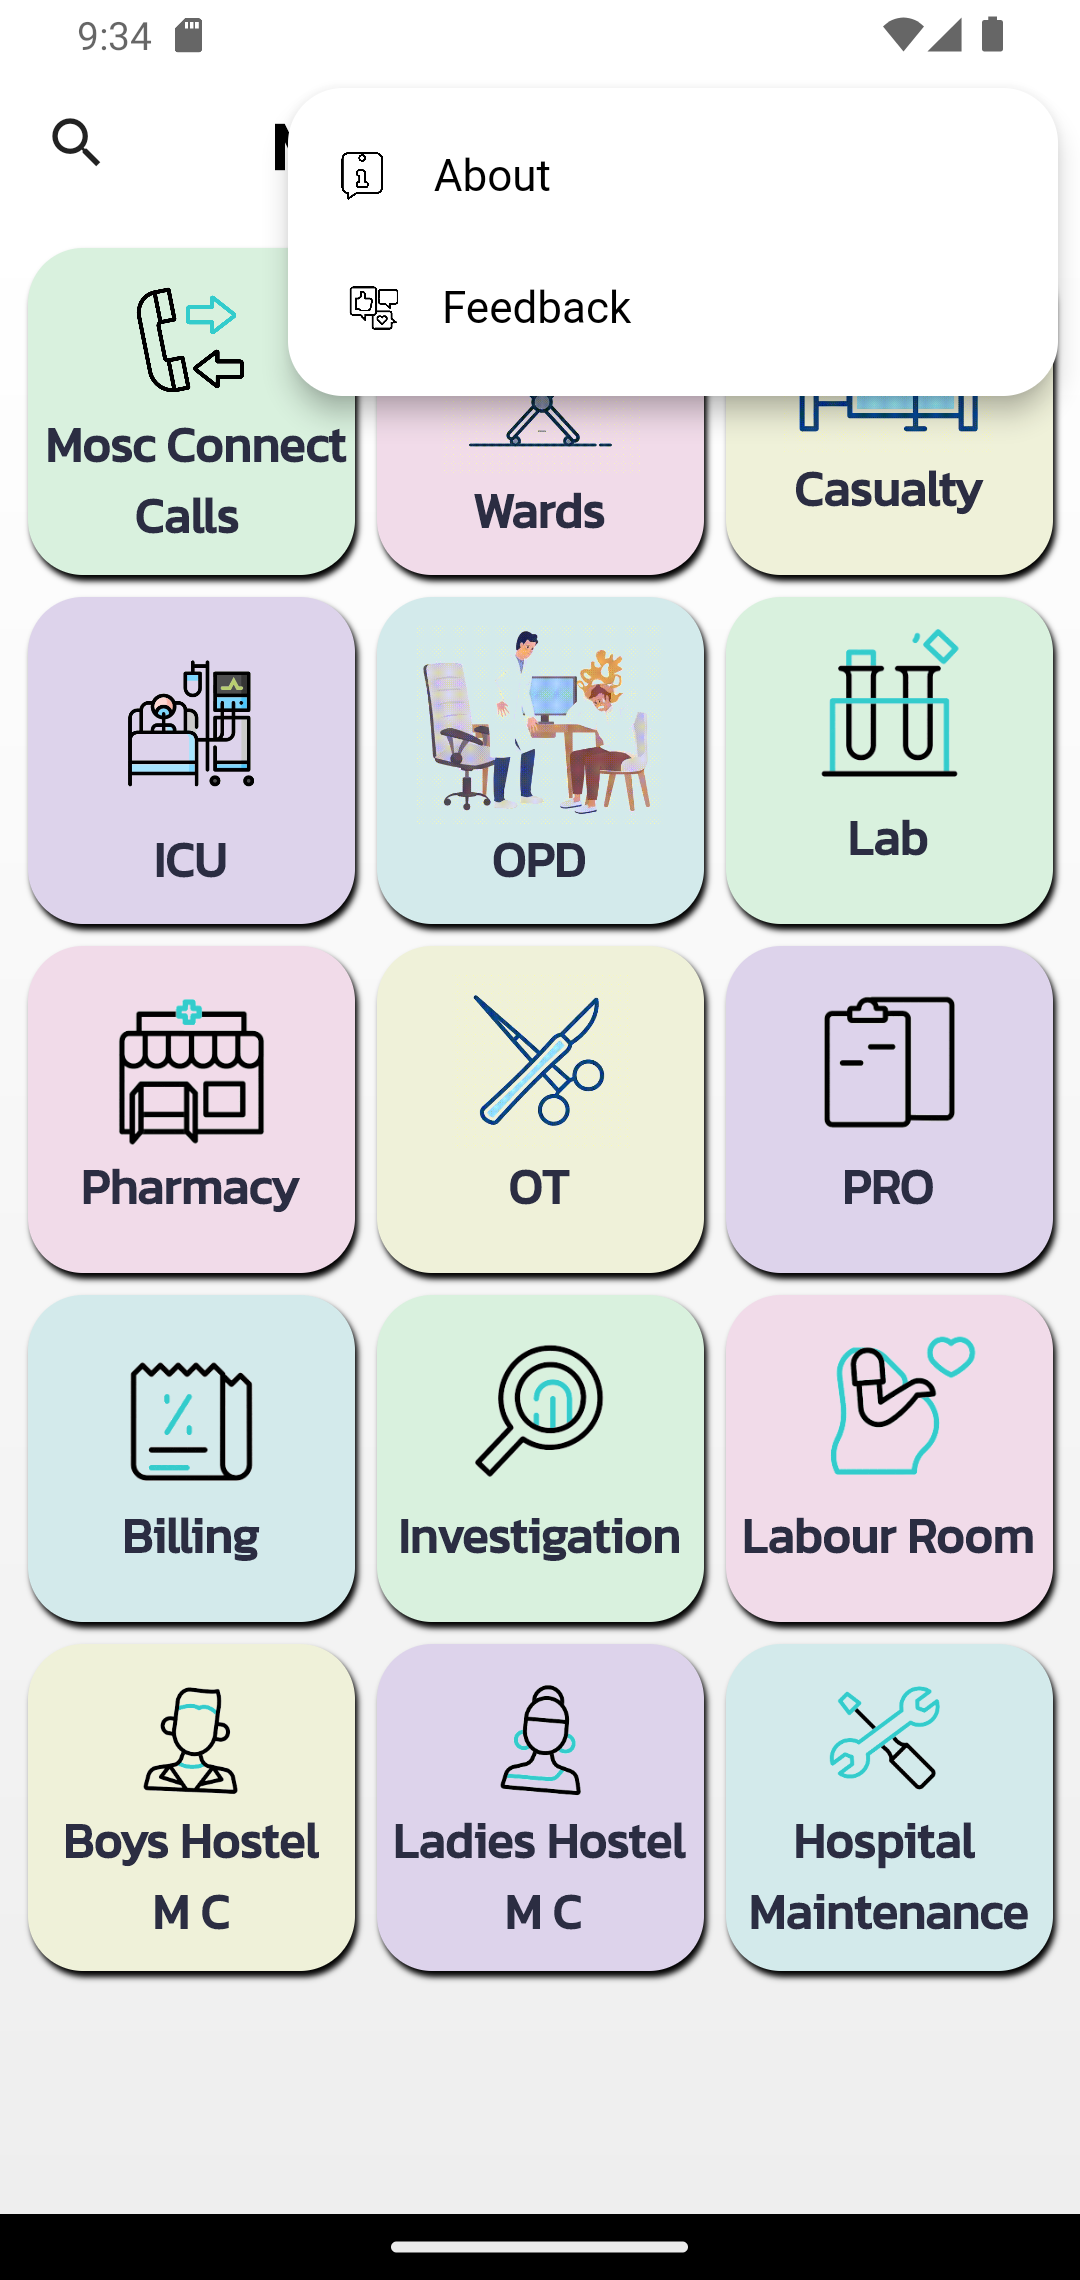 9:34
About
Feedback
Mosc Connect
Calls
Wards
Casualty
ICU
OPD
Lab
Pharmacy
OT
PRO
Billing
Investigation
Labour Room
Boys Hostel
M C
Ladies Hostel
M C
Hospital
Maintenance